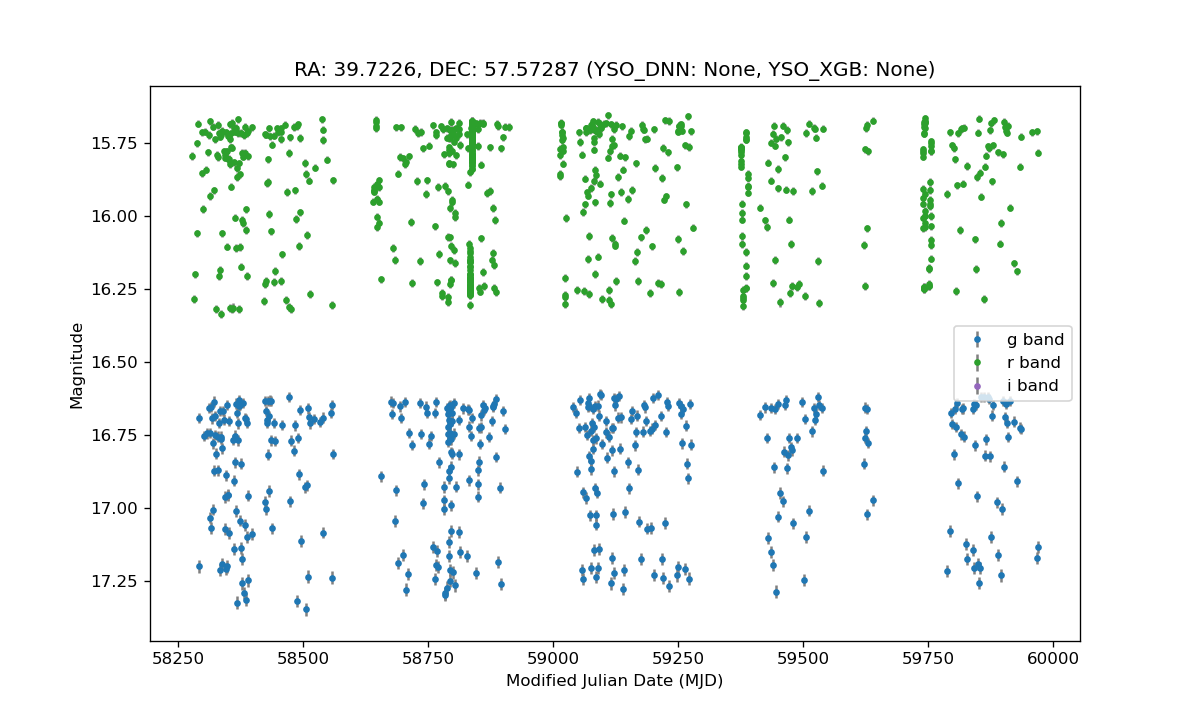 RA: 39.7226, DEC: 57.57287 (YSO_DNN: None, YSO_XGB: None)
Magnitude
15.75
16.00
16.25
16.50
16.75
17.00
17.25
g band
r band
i band
58250 58500 58750 59000 59250 59500 59750 60000
Modified Julian Date (MJD)